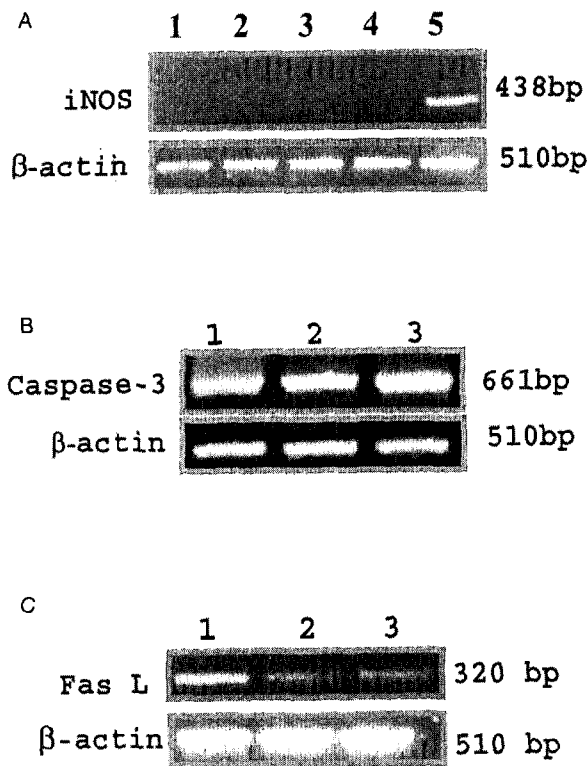 A
1 2 3 4 5
iNOS 438bp
β-actin 510bp
B
1 2 3
Caspase-3 661bp
β-actin 510bp
C
1 2 3
Fas L 320 bp
β-actin 510 bp